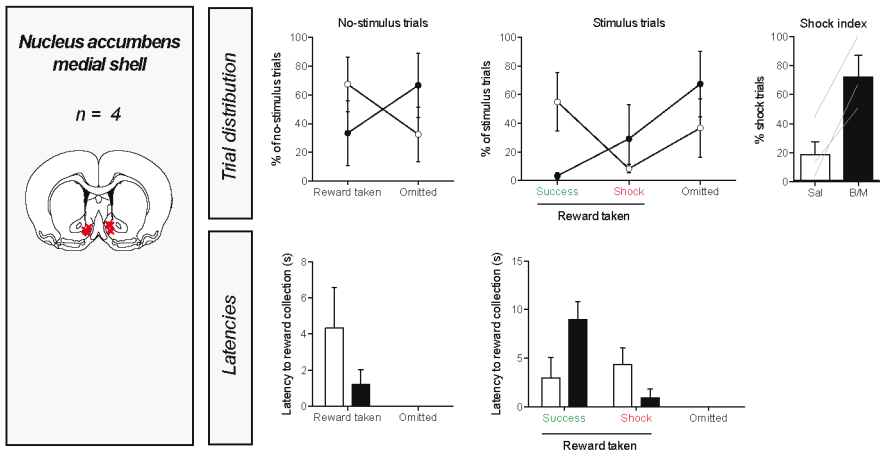 Nucleus accumbens
medial shell
n = 4
Trial distribution
Latencies
No-stimulus trials
% of no-stimulus trials
100
80
60
40
20
0
Reward taken
Omitted
Stimulus trials
% of stimulus trials
100
80
60
40
20
0
Success
Shock
Omitted
Reward taken
Shock index
% shock trials
100
80
60
40
20
0
Sal
B/M
Latency to reward collection (s)
8
6
4
2
0
Reward taken
Omitted
Latency to reward collection (s)
15
10
5
0
Success
Shock
Omitted
Reward taken